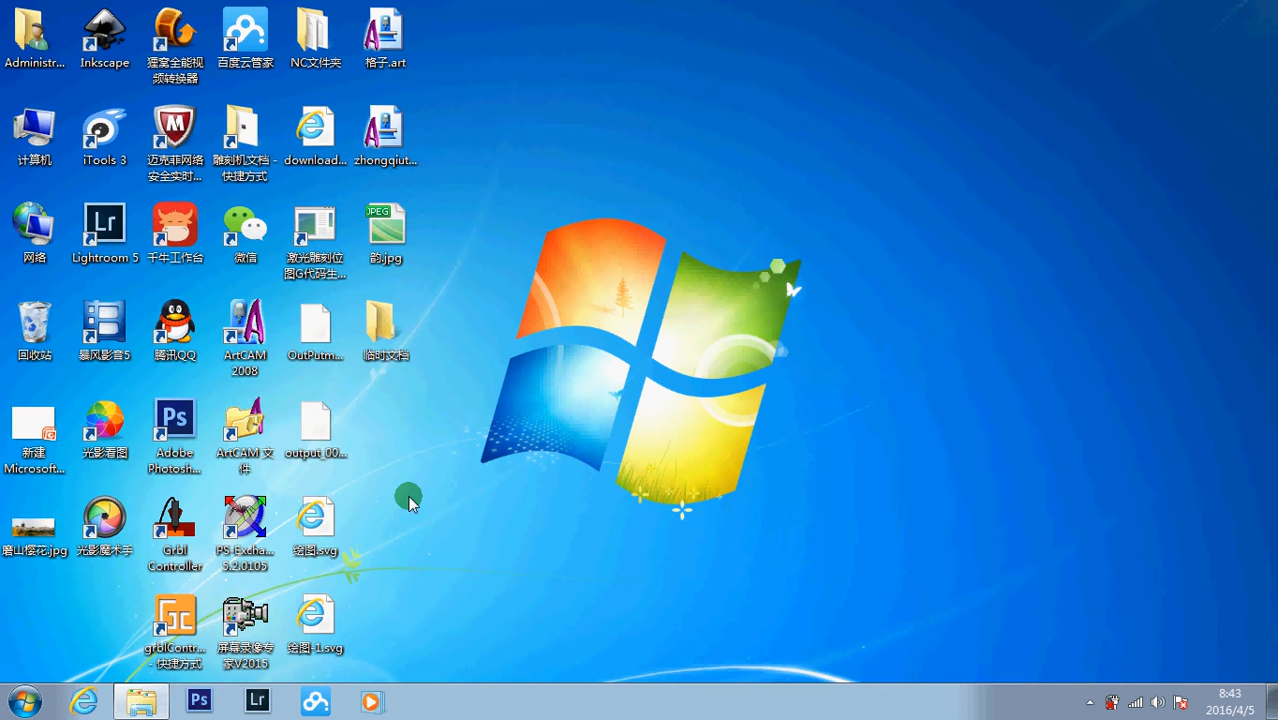 Administr...
Inkscape
狸窝全能视
频转换器
百度云管家
NC文件夹
格子.art
计算机
iTools 3
迈克菲网络
安全实时...
雕刻机文档 -
快捷方式
download...
zhongqiut...
网络
Lr
Lightroom 5
千牛工作台
微信
激光雕刻位
图G代码生...
JPEG
韵.jpg
回收站
暴风影音5
腾讯QQ
ArtCAM
2008
OutPutm...
临时文档
新建
Microsoft...
光影看图
Ps
Adobe
Photosh...
ArtCAM 文
件
output_00...
磨山樱花.jpg
光影魔术手
Grbl
Controller
PS-Excha...
5.2.0105
绘图.svg
grblContr...
- 快捷方式
屏幕录像专
家V2015
绘图-1.svg
Ps
Lr
8:43
2016/4/5